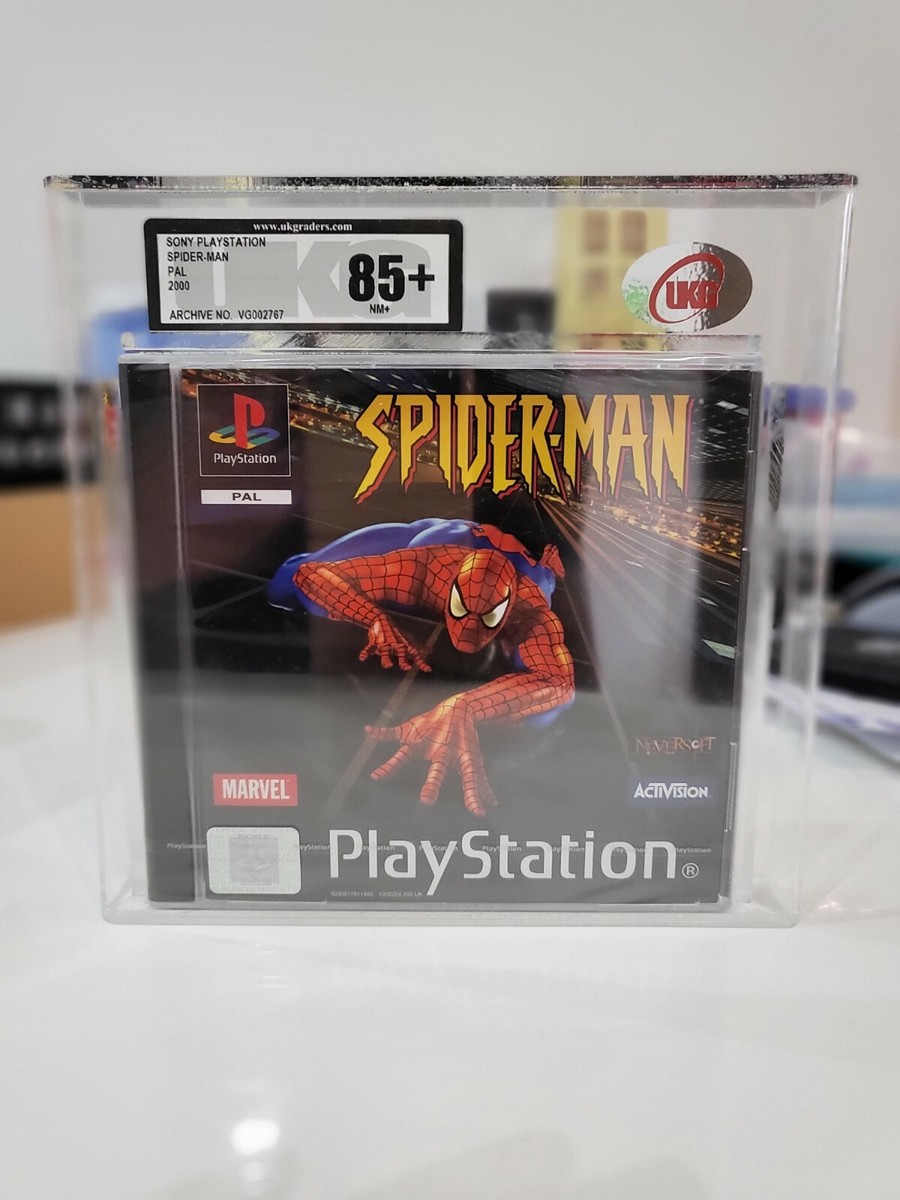 www.ukgraders.com
SONY PLAYSTATION
SPIDER-MAN
PAL
2000
85+
NM+
ARCHIVE NO. VG002767
UKG
UKG
PlayStation
PAL
SPIDER-MAN
NEVERSOFT
MARVEL
ACTIVISION
PlayStation®